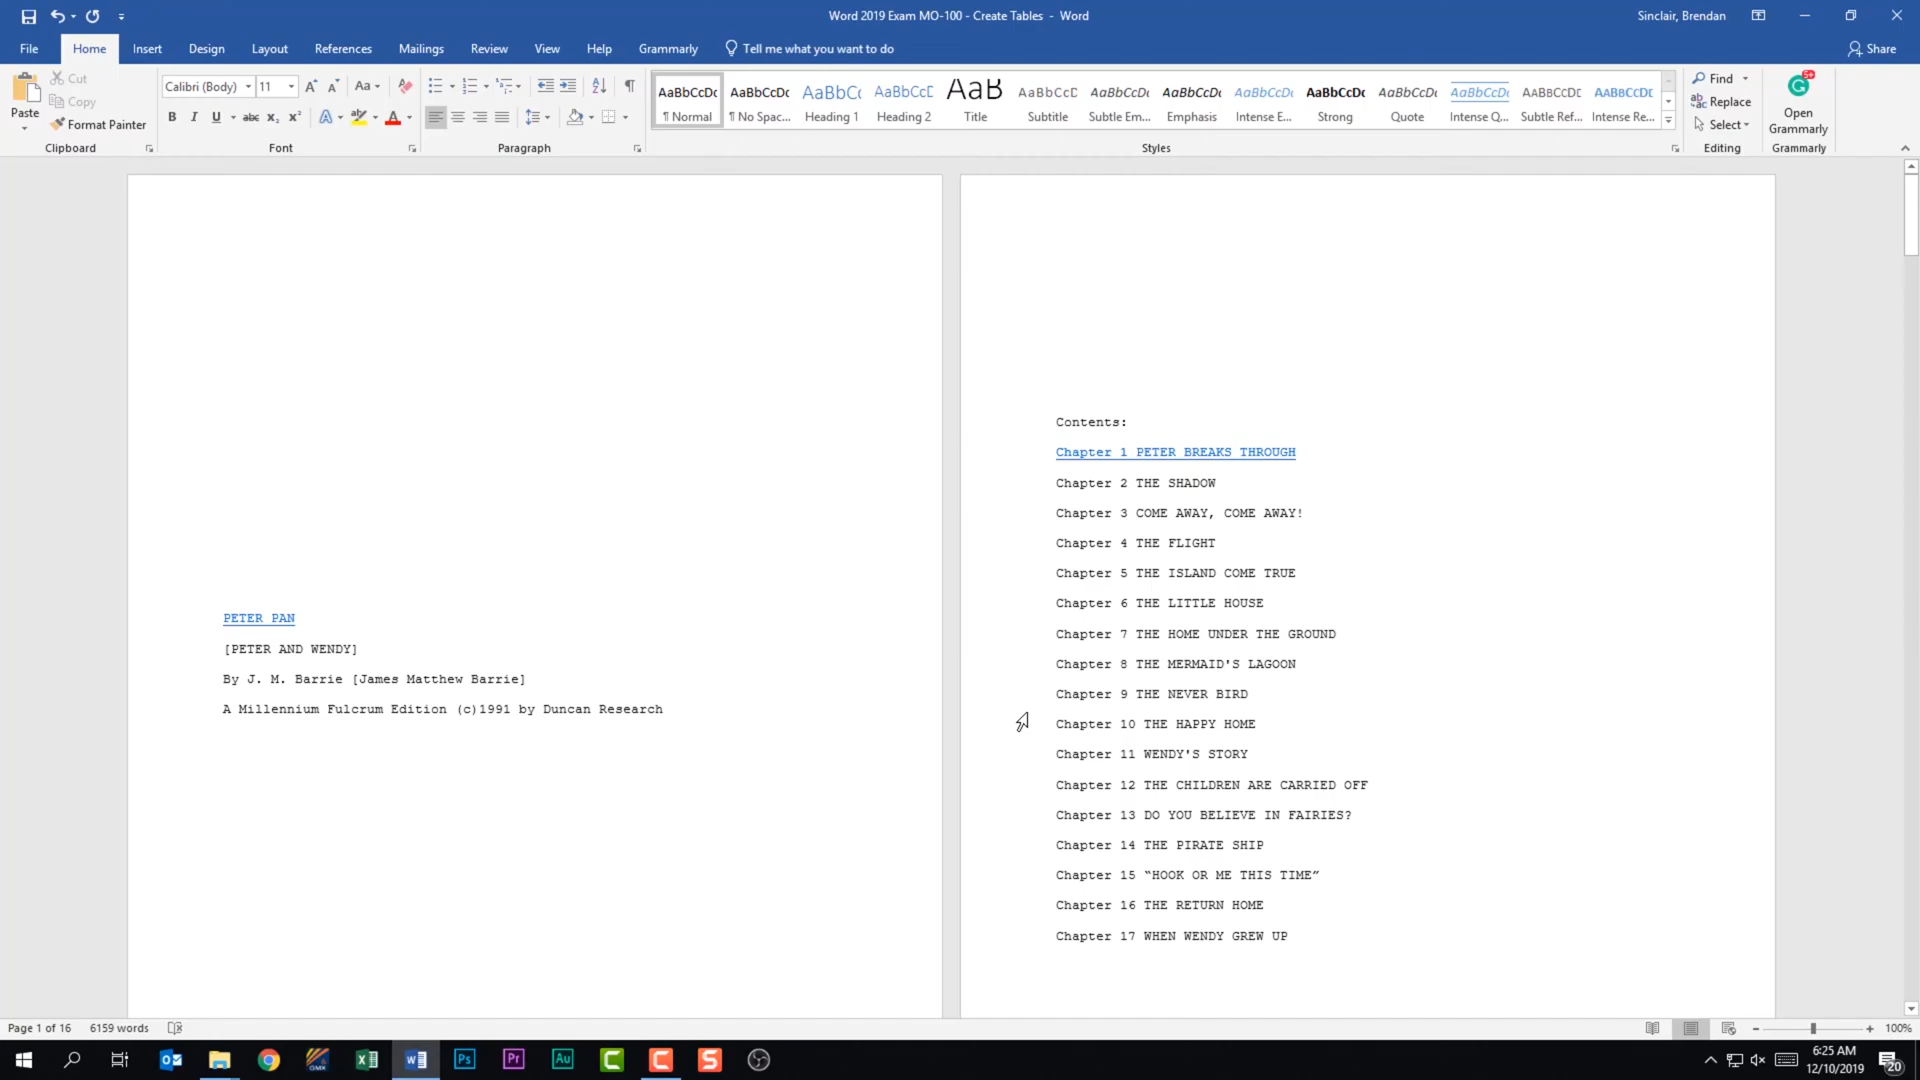 Word 2019 Exam MO-100 - Create Tables - Word
Sinclair, Brendan
File Home Insert Design Layout References Mailings Review View Help Grammarly Tell me what you want to do Share
Paste
Cut
Copy
Format Painter
Clipboard
Calibri (Body) 11
Font
Paragraph
AaBbCcDc AaBbCcDc AaBbCc AaBbCcD AaB AaBbCcD AaBbCcDc AaBbCcDc AaBbCcDc AaBbCcDc AaBbCcDc AaBbCcDc AABBCCDC AABBCCDC
¶ Normal ¶ No Spac... Heading 1 Heading 2 Title Subtitle Subtle Em... Emphasis Intense E... Strong Quote Intense Q... Subtle Ref... Intense Re...
Styles
Find
Replace
Select
Editing
5+
Open
Grammarly
Grammarly
PETER PAN
[PETER AND WENDY]
By J. M. Barrie [James Matthew Barrie]
A Millennium Fulcrum Edition (c)1991 by Duncan Research
Contents:
Chapter 1 PETER BREAKS THROUGH
Chapter 2 THE SHADOW
Chapter 3 COME AWAY, COME AWAY!
Chapter 4 THE FLIGHT
Chapter 5 THE ISLAND COME TRUE
Chapter 6 THE LITTLE HOUSE
Chapter 7 THE HOME UNDER THE GROUND
Chapter 8 THE MERMAID'S LAGOON
Chapter 9 THE NEVER BIRD
Chapter 10 THE HAPPY HOME
Chapter 11 WENDY'S STORY
Chapter 12 THE CHILDREN ARE CARRIED OFF
Chapter 13 DO YOU BELIEVE IN FAIRIES?
Chapter 14 THE PIRATE SHIP
Chapter 15 “HOOK OR ME THIS TIME”
Chapter 16 THE RETURN HOME
Chapter 17 WHEN WENDY GREW UP
Page 1 of 16 6159 words
100%
6:25 AM
12/10/2019
20